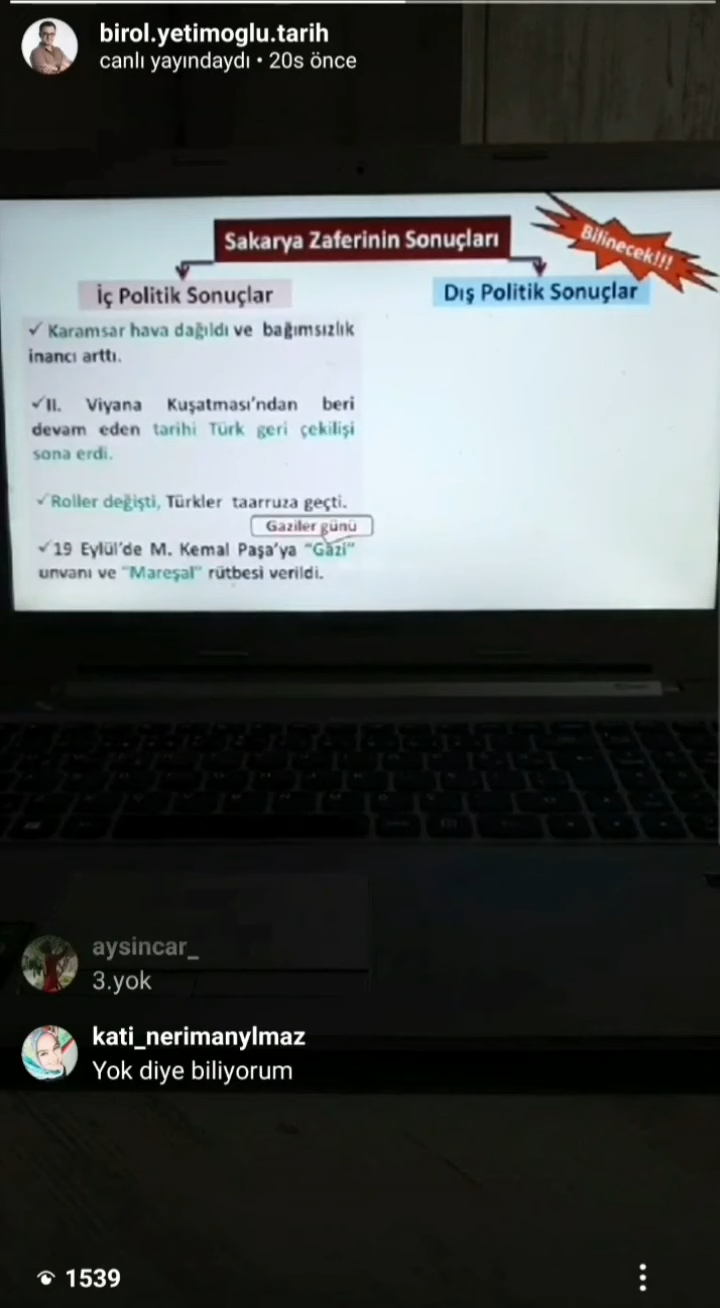 birol.yetimoglu.tarih
canlı yayındaydı • 20s önce
Sakarya Zaferinin Sonuçları
Bilinecek!!!
İç Politik Sonuçlar
Dış Politik Sonuçlar
✓ Karamsar hava dağıldı ve bağımsızlık
inancı arttı.
✓II. Viyana Kuşatması'ndan beri
devam eden tarihi Türk geri çekilişi
sona erdi.
✓Roller değişti, Türkler taarruza geçti.
Gaziler günü
✓19 Eylül'de M. Kemal Paşa'ya "Gazi"
unvanı ve "Mareşal" rütbesi verildi.
aysincar_
3.yok
kati_nerimanylmaz
Yok diye biliyorum
1539